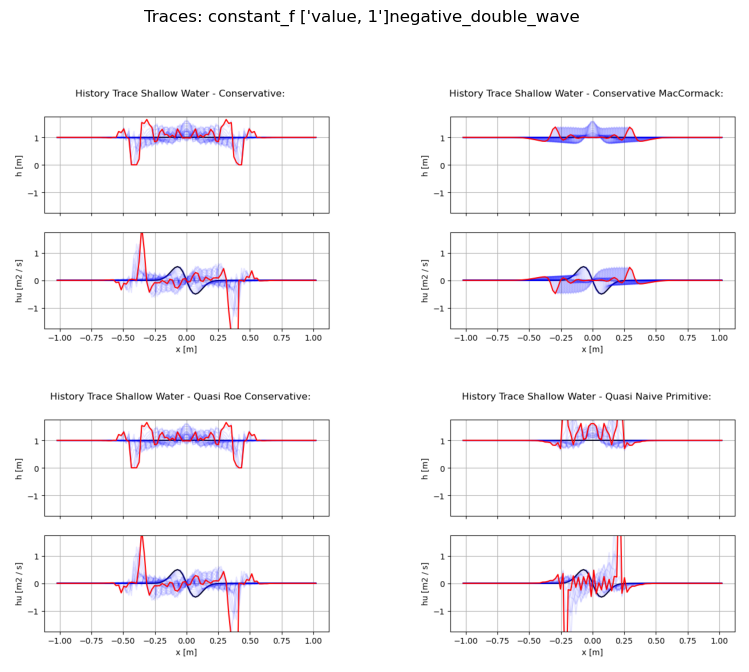 Traces: constant_f ['value, 1']negative_double_wave
History Trace Shallow Water - Conservative:
History Trace Shallow Water - Conservative MacCormack:
h [m]
1
0
−1
h [m]
1
0
−1
hu [m2 / s]
1
0
−1
hu [m2 / s]
1
0
−1
−1.00 −0.75 −0.50 −0.25 0.00 0.25 0.50 0.75 1.00
x [m]
−1.00 −0.75 −0.50 −0.25 0.00 0.25 0.50 0.75 1.00
x [m]
History Trace Shallow Water - Quasi Roe Conservative:
History Trace Shallow Water - Quasi Naive Primitive:
h [m]
1
0
−1
h [m]
1
0
−1
hu [m2 / s]
1
0
−1
hu [m2 / s]
1
0
−1
−1.00 −0.75 −0.50 −0.25 0.00 0.25 0.50 0.75 1.00
x [m]
−1.00 −0.75 −0.50 −0.25 0.00 0.25 0.50 0.75 1.00
x [m]